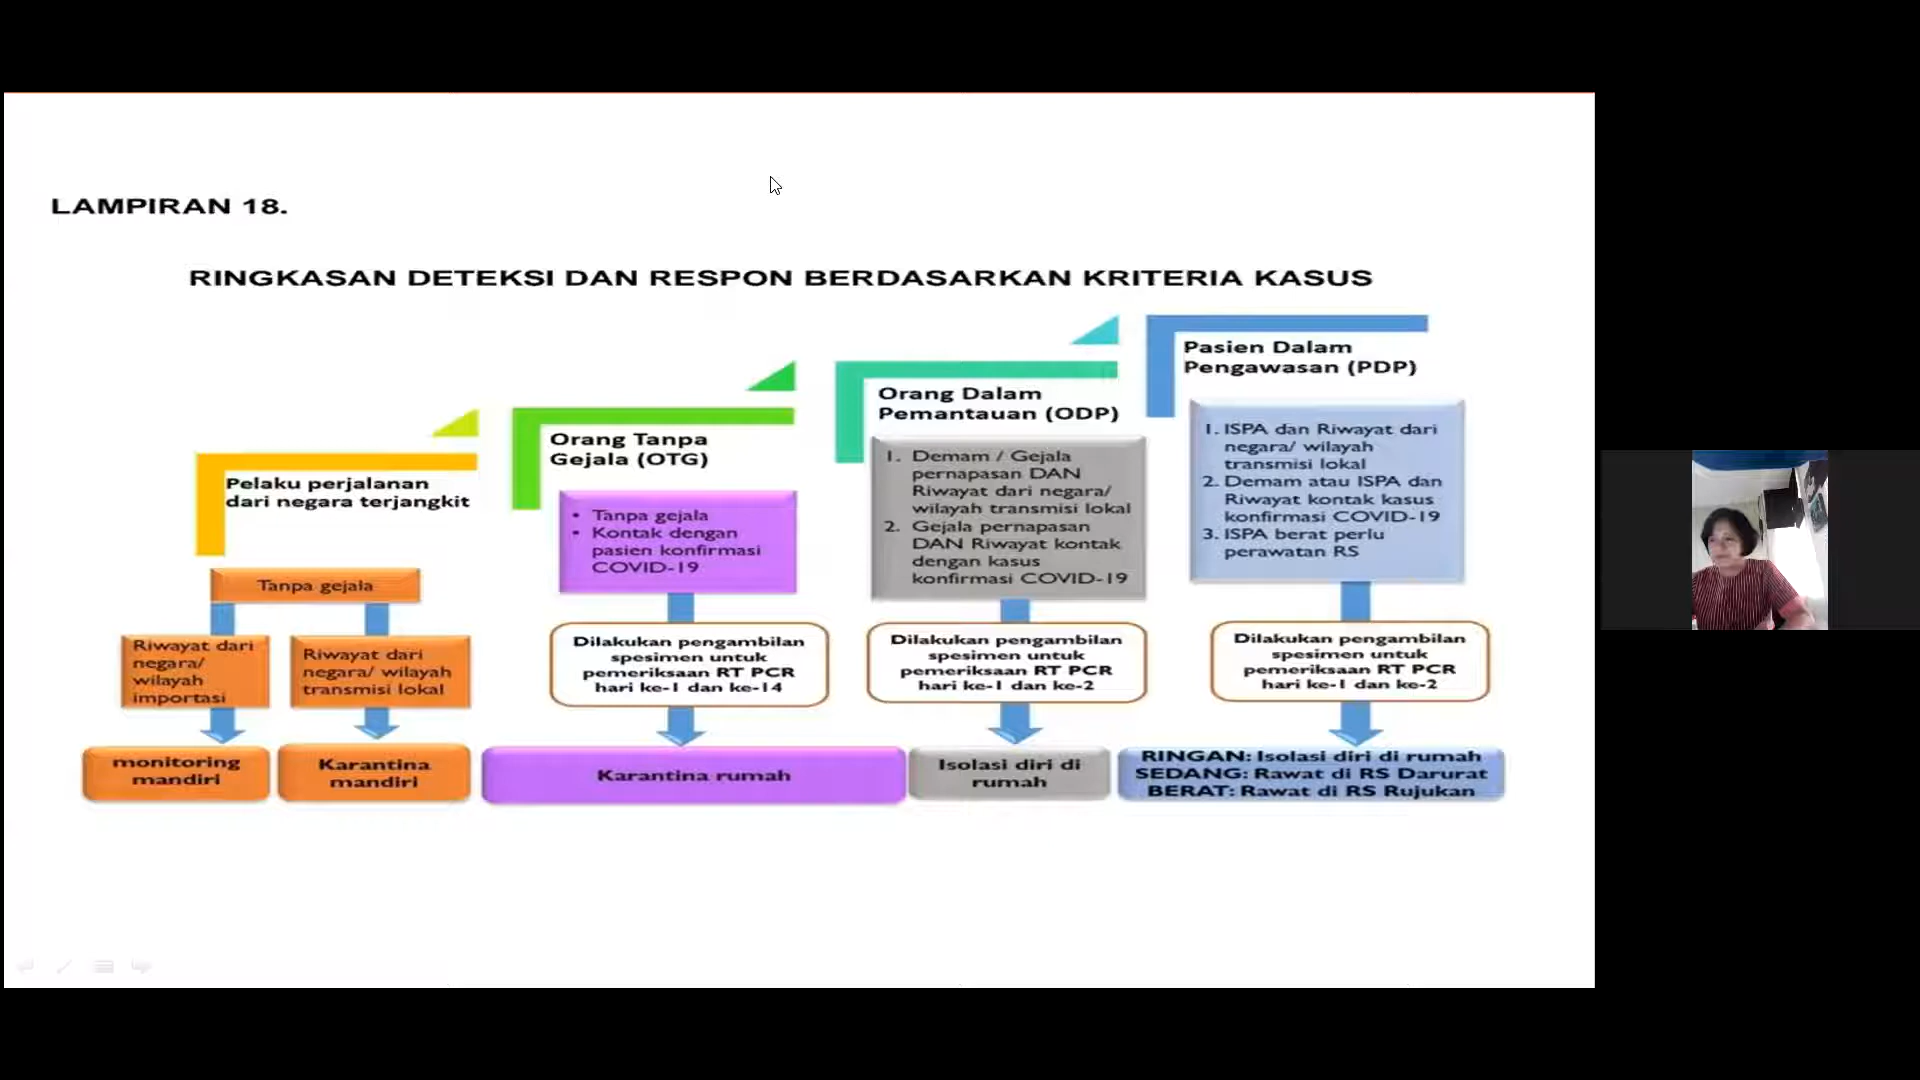 LAMPIRAN 18.
RINGKASAN DETEKSI DAN RESPON BERDASARKAN KRITERIA KASUS
Pelaku perjalanan
dari negara terjangkit
Tanpa gejala
Riwayat dari
negara/
wilayah
importasi
monitoring
mandiri
Riwayat dari
negara/ wilayah
transmisi lokal
Karantina
mandiri
Orang Tanpa
Gejala (OTG)
• Tanpa gejala
• Kontak dengan
pasien konfirmasi
COVID-19
Dilakukan pengambilan
spesimen untuk
pemeriksaan RT PCR
hari ke-1 dan ke-14
Karantina rumah
Orang Dalam
Pemantauan (ODP)
1. Demam / Gejala
pernapasan DAN
Riwayat dari negara/
wilayah transmisi lokal
2. Gejala pernapasan
DAN Riwayat kontak
dengan kasus
konfirmasi COVID-19
Dilakukan pengambilan
spesimen untuk
pemeriksaan RT PCR
hari ke-1 dan ke-2
Isolasi diri di
rumah
Pasien Dalam
Pengawasan (PDP)
1. ISPA dan Riwayat dari
negara/ wilayah
transmisi lokal
2. Demam atau ISPA dan
Riwayat kontak kasus
konfirmasi COVID-19
3. ISPA berat perlu
perawatan RS
Dilakukan pengambilan
spesimen untuk
pemeriksaan RT PCR
hari ke-1 dan ke-2
RINGAN: Isolasi diri di rumah
SEDANG: Rawat di RS Darurat
BERAT: Rawat di RS Rujukan